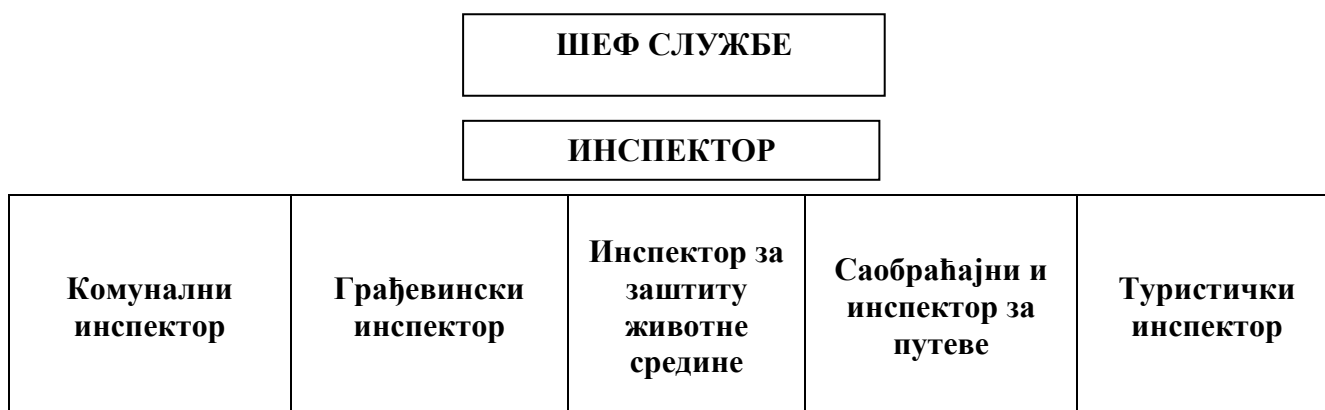 ШЕФ СЛУЖБЕ
ИНСПЕКТОР
Комунални
инспектор
Грађевински
инспектор
Инспектор за
заштиту
животне
средине
Саобраћајни и
инспектор за
путеве
Туристички
инспектор